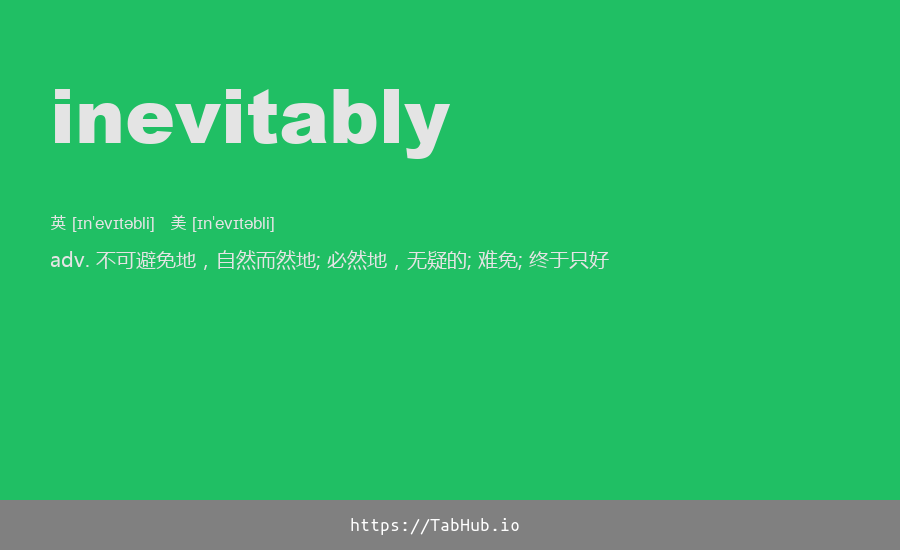 inevitably
英 [ɪnˈevɪtəbli] 美 [ɪnˈevɪtəbli]
adv. 不可避免地，自然而然地; 必然地，无疑的; 难免; 终于只好
https://TabHub.io